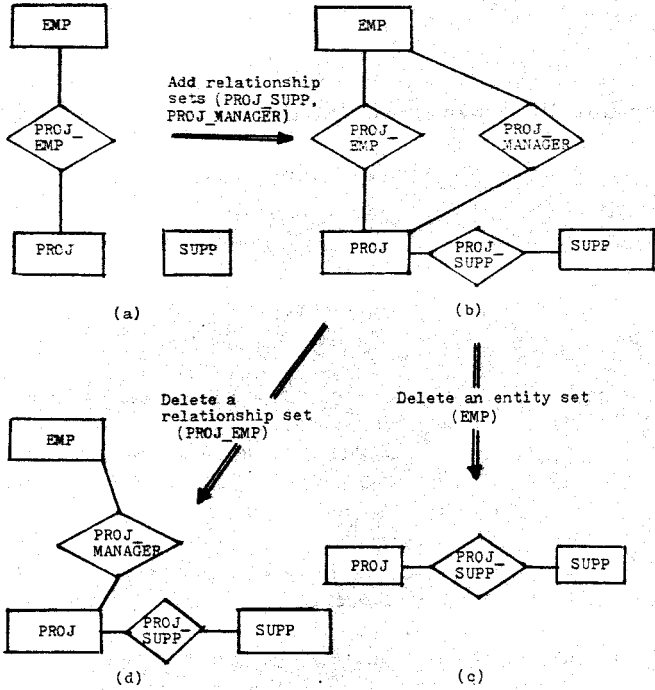 EMP
PROJ_
EMP
PROJ
SUPP
(a)
Add relationship
sets (PROJ_SUPP,
PROJ_MANAGER)
EMP
PROJ_
EMP
PROJ_
MANAGER
PROJ
PROJ_
SUPP
SUPP
(b)
Delete a
relationship set
(PROJ_EMP)
Delete an entity set
(EMP)
EMP
PROJ_
MANAGER
PROJ
PROJ_
SUPP
SUPP
(d)
PROJ
PROJ_
SUPP
SUPP
(c)